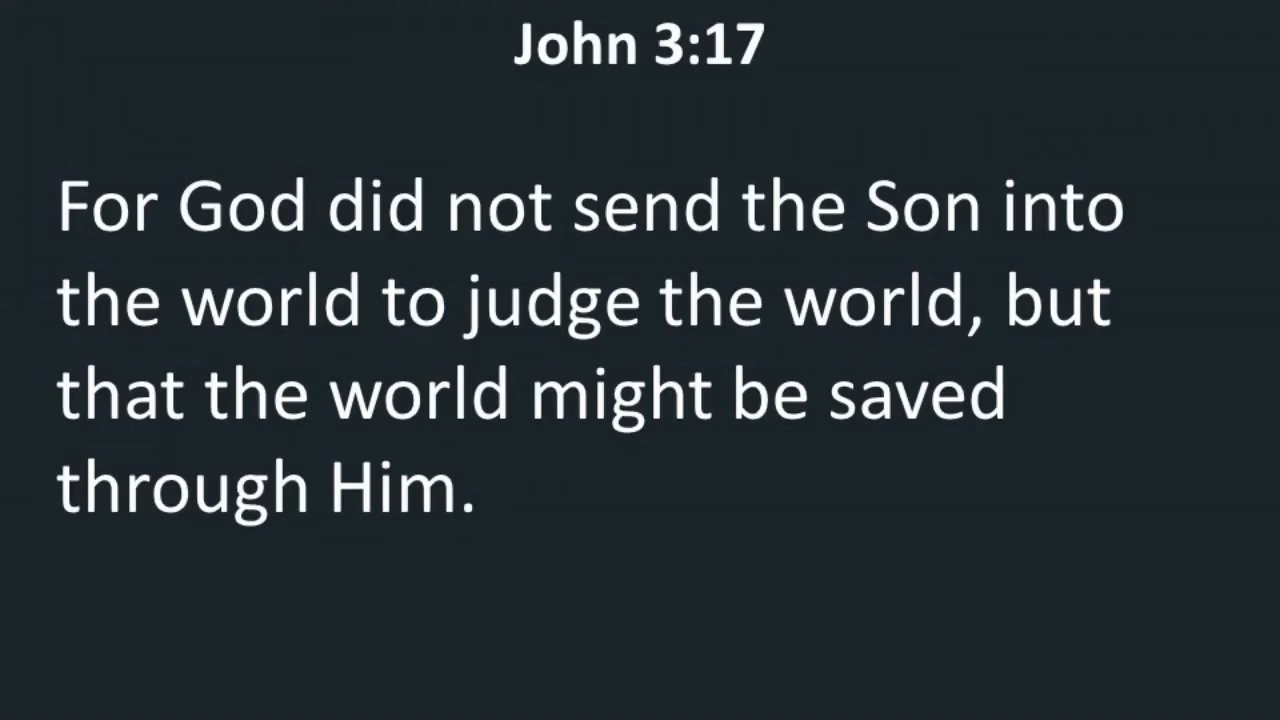 John 3:17
For God did not send the Son into
the world to judge the world, but
that the world might be saved
through Him.